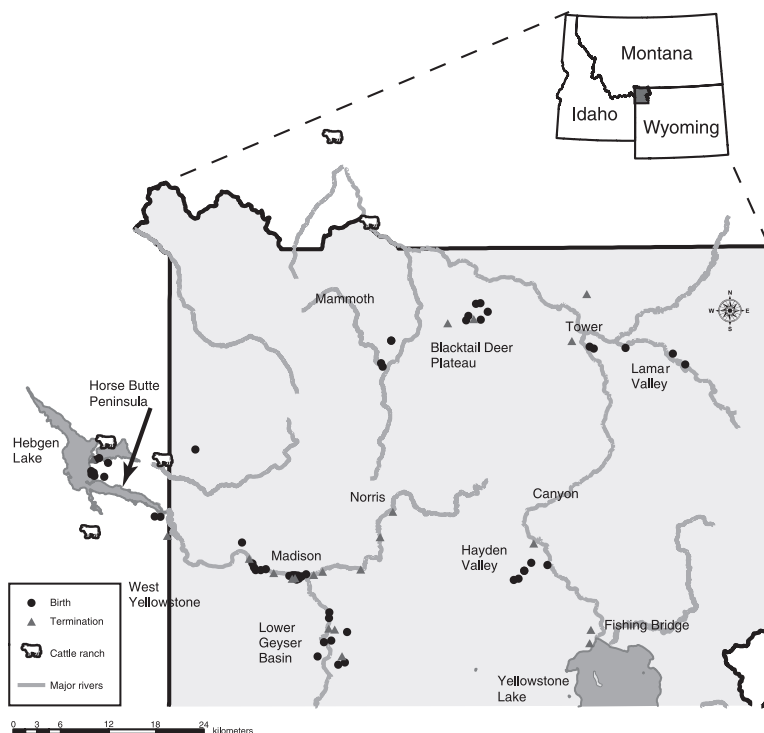 Montana
Idaho
Wyoming
N
W
E
S
Mammoth
Tower
Blacktail Deer
Plateau
Lamar
Valley
Horse Butte
Peninsula
Hebgen
Lake
Norris
Canyon
Madison
Hayden
Valley
West
Yellowstone
Lower
Geyser
Basin
Fishing Bridge
Yellowstone
Lake
Birth
Termination
Cattle ranch
Major rivers
0 3 6 12 18 24
kilometers